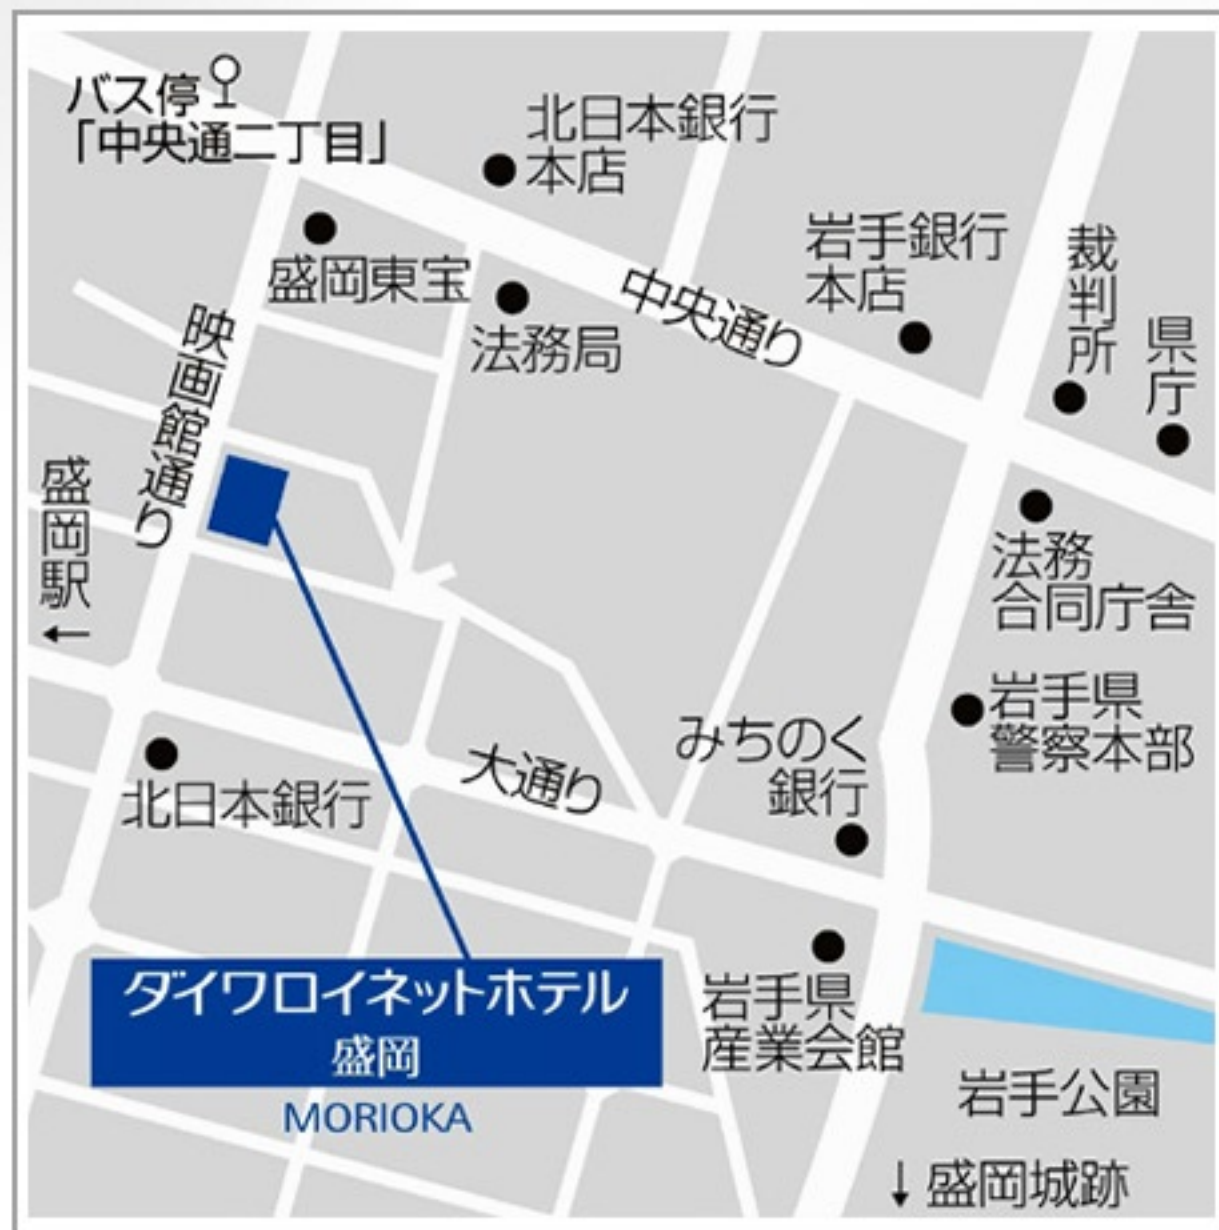 バス停
「中央通二丁目」
北日本銀行
本店
盛岡東宝
法務局
中央通り
岩手銀行
本店
裁判所
県庁
映画館通り
盛岡駅
←
法務
合同庁舎
岩手県
警察本部
みちのく
銀行
大通り
北日本銀行
ダイワロイネットホテル
盛岡
MORIOKA
岩手県
産業会館
岩手公園
↓盛岡城跡